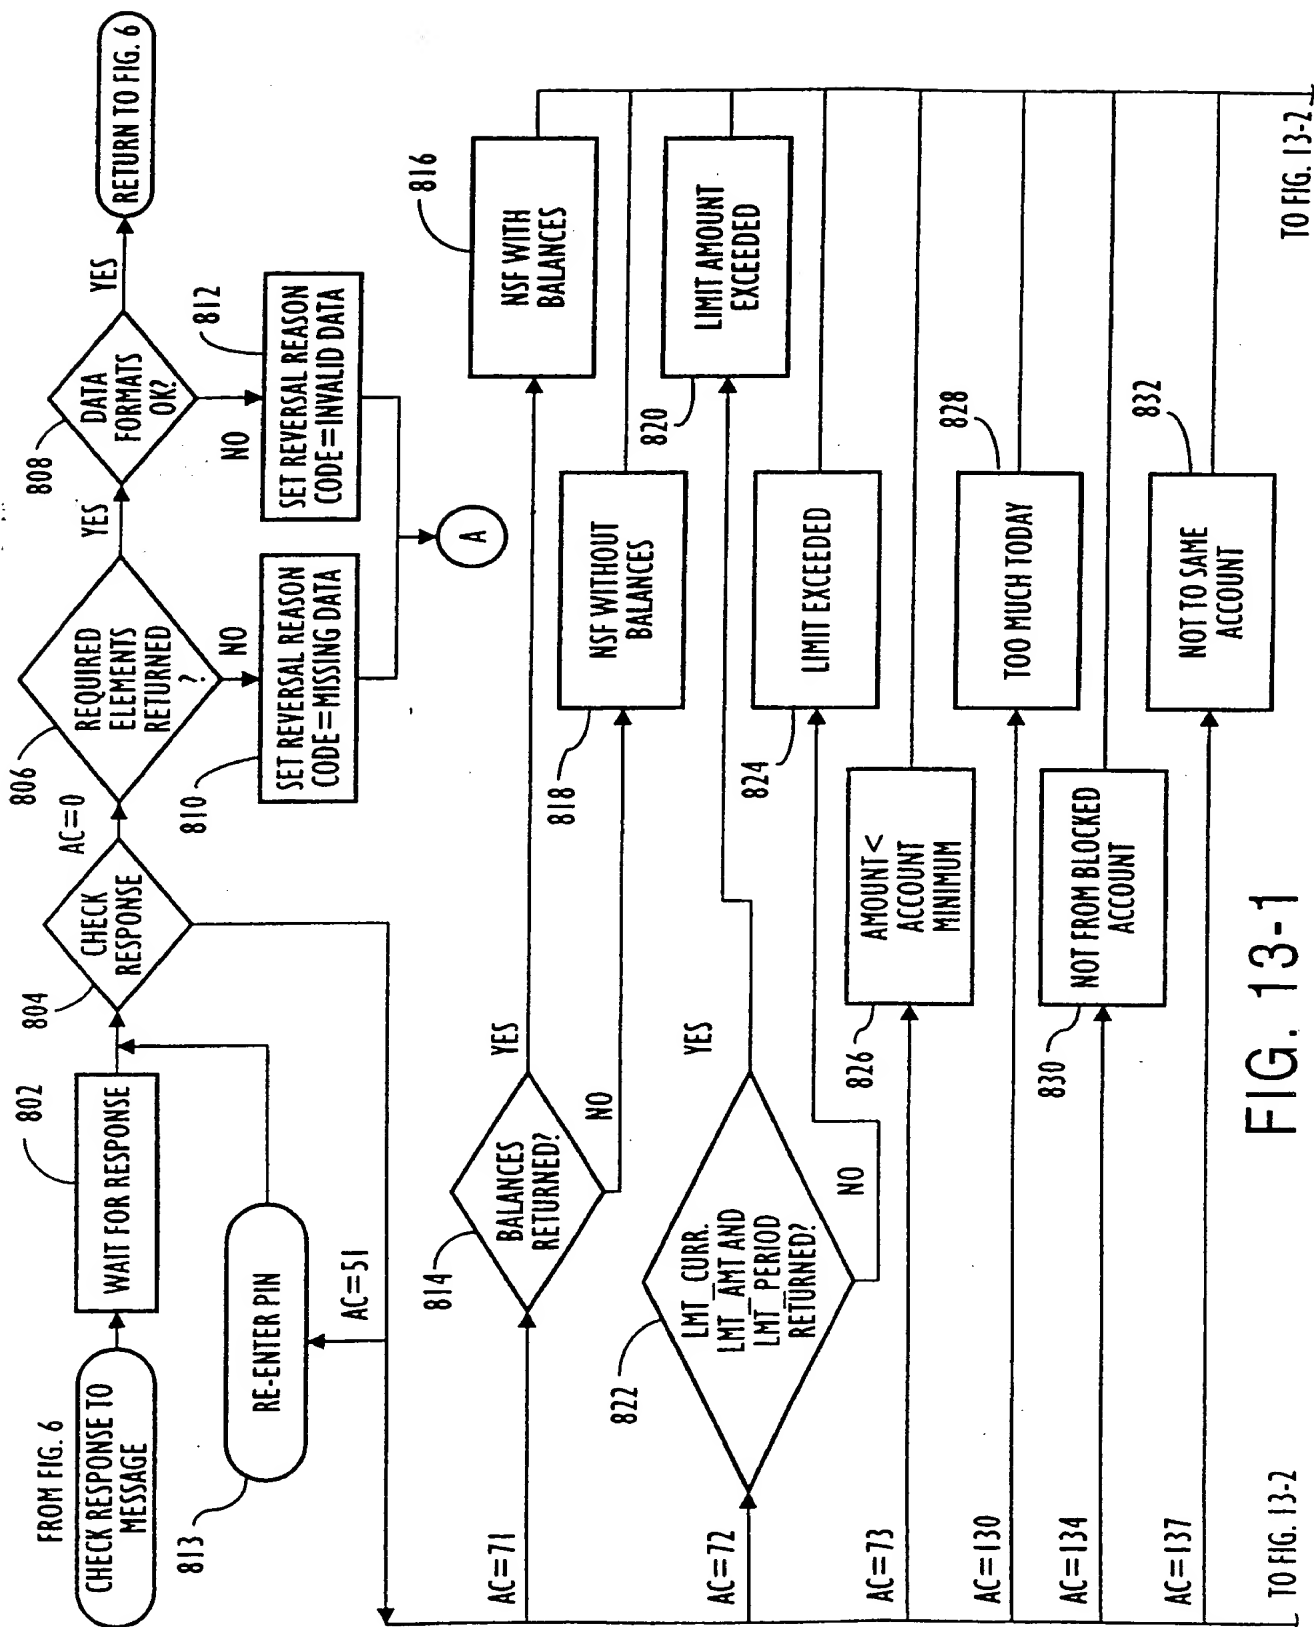 FROM FIG. 6
CHECK RESPONSE TO
MESSAGE
802
WAIT FOR RESPONSE
804
CHECK
RESPONSE
AC=0
806
REQUIRED
ELEMENTS
RETURNED
?
YES
808
DATA
FORMATS
OK?
YES
RETURN TO FIG. 6
NO
810
SET REVERSAL REASON
CODE=MISSING DATA
NO
812
SET REVERSAL REASON
CODE=INVALID DATA
A
813
RE-ENTER PIN
AC=51
AC=71
814
BALANCES
RETURNED?
YES
816
NSF WITH
BALANCES
NO
818
NSF WITHOUT
BALANCES
AC=72
822
LMT_CURR.
LMT_AMT AND
LMT_PERIOD
RETURNED?
YES
820
LIMIT AMOUNT
EXCEEDED
NO
824
LIMIT EXCEEDED
AC=73
826
AMOUNT<
ACCOUNT
MINIMUM
AC=130
828
TOO MUCH TODAY
AC=134
830
NOT FROM BLOCKED
ACCOUNT
AC=137
832
NOT TO SAME
ACCOUNT
TO FIG. 13-2
TO FIG. 13-2
FIG. 13-1